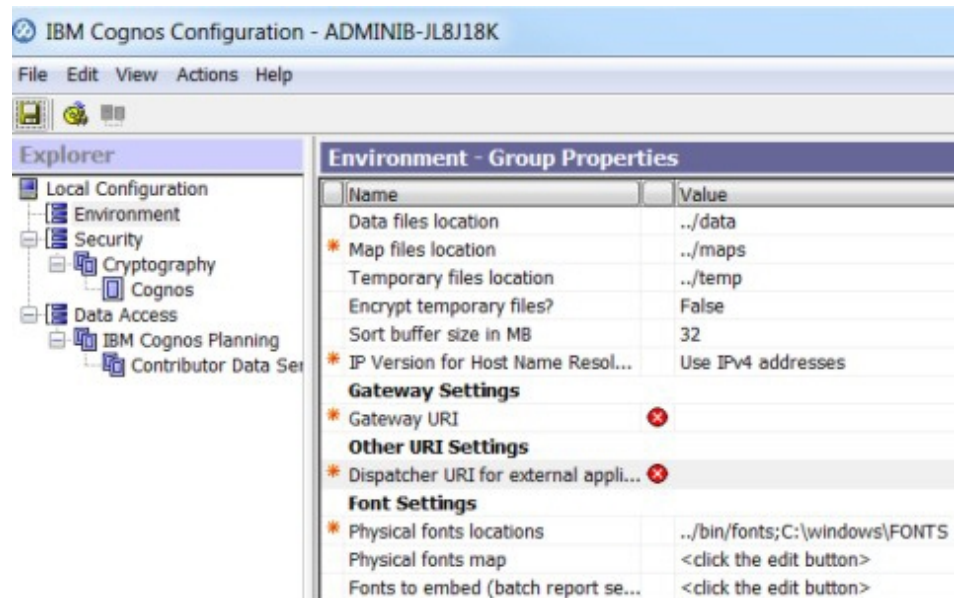 IBM Cognos Configuration - ADMINIB-JL8J18K
File Edit View Actions Help
Explorer
Local Configuration
Environment
Security
Cryptography
Cognos
Data Access
IBM Cognos Planning
Contributor Data Ser
Environment - Group Properties
Name Value
Data files location ../data
* Map files location ../maps
Temporary files location ../temp
Encrypt temporary files? False
Sort buffer size in MB 32
* IP Version for Host Name Resol... Use IPv4 addresses
Gateway Settings
* Gateway URI
Other URI Settings
* Dispatcher URI for external appli...
Font Settings
* Physical fonts locations ../bin/fonts;C:\windows\FONTS
Physical fonts map <click the edit button>
Fonts to embed (batch report se... <click the edit button>